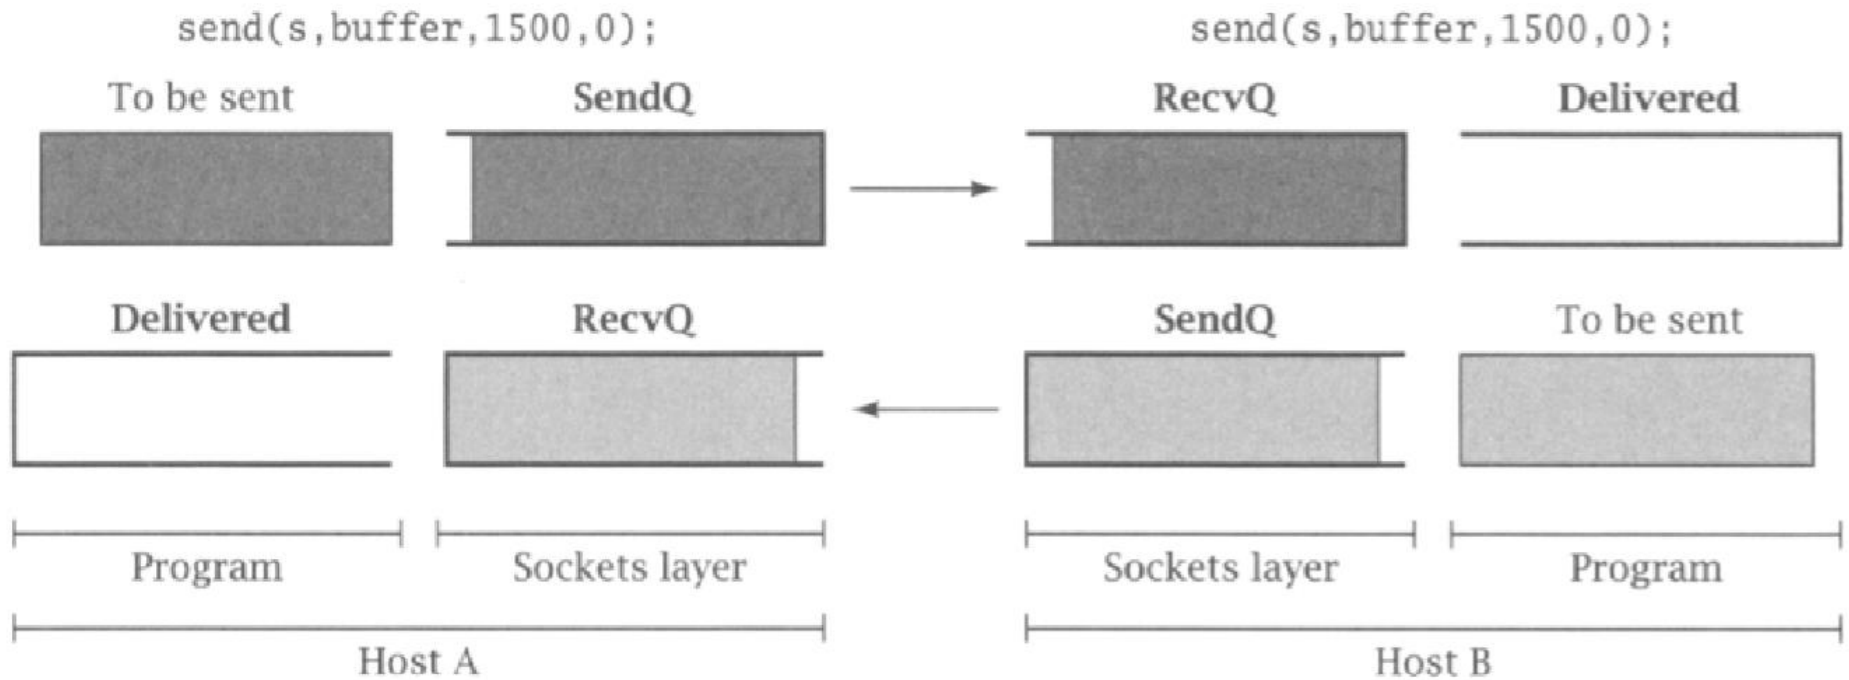 send(s,buffer,1500,0); send(s,buffer,1500,0);
To be sent SendQ RecvQ Delivered
Delivered RecvQ SendQ To be sent
Program Sockets layer Sockets layer Program
Host A Host B